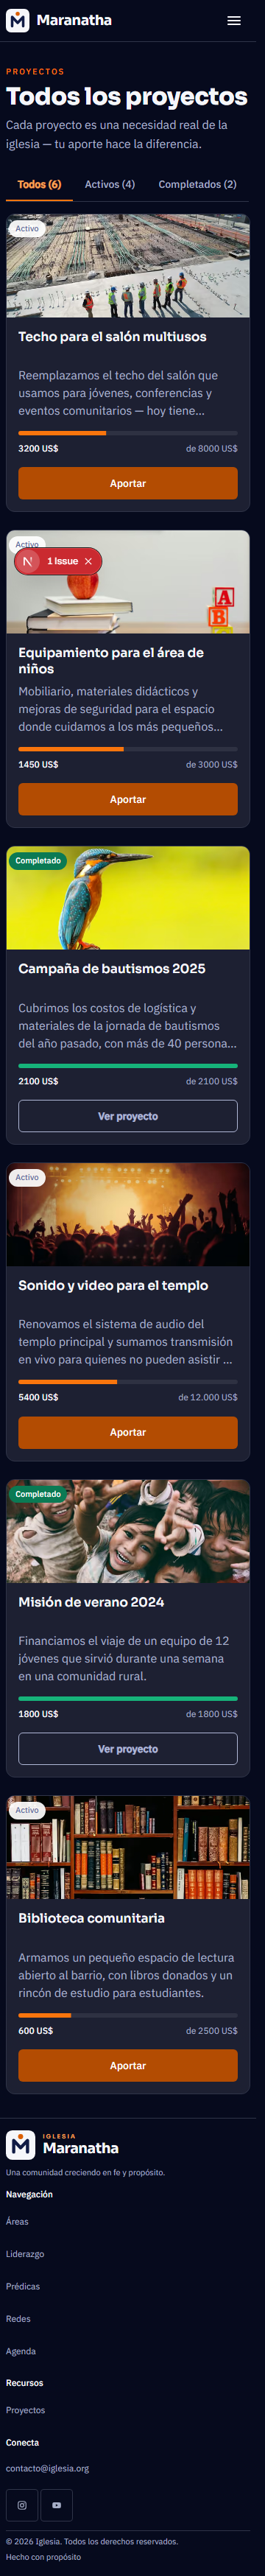 Maranatha
PROYECTOS
Todos los proyectos
Cada proyecto es una necesidad real de la
iglesia — tu aporte hace la diferencia.
Todos (6)
Activos (4)
Completados (2)
Activo
Techo para el salón multiusos
Reemplazamos el techo del salón que
usamos para jóvenes, conferencias y
eventos comunitarios — hoy tiene...
3200 US$
de 8000 US$
Aportar
Activo
1 Issue
A
B
Equipamiento para el área de
niños
Mobiliario, materiales didácticos y
mejoras de seguridad para el espacio
donde cuidamos a los más pequeños...
1450 US$
de 3000 US$
Aportar
Completado
Campaña de bautismos 2025
Cubrimos los costos de logística y
materiales de la jornada de bautismos
del año pasado, con más de 40 persona...
2100 US$
de 2100 US$
Ver proyecto
Activo
Sonido y video para el templo
Renovamos el sistema de audio del
templo principal y sumamos transmisión
en vivo para quienes no pueden asistir ...
5400 US$
de 12.000 US$
Aportar
Completado
Misión de verano 2024
Financiamos el viaje de un equipo de 12
jóvenes que sirvió durante una semana
en una comunidad rural.
1800 US$
de 1800 US$
Ver proyecto
Activo
Biblioteca comunitaria
Armamos un pequeño espacio de lectura
abierto al barrio, con libros donados y un
rincón de estudio para estudiantes.
600 US$
de 2500 US$
Aportar
IGLESIA
Maranatha
Una comunidad creciendo en fe y propósito.
Navegación
Áreas
Liderazgo
Prédicas
Redes
Agenda
Recursos
Proyectos
Conecta
contacto@iglesia.org
© 2026 Iglesia. Todos los derechos reservados.
Hecho con propósito